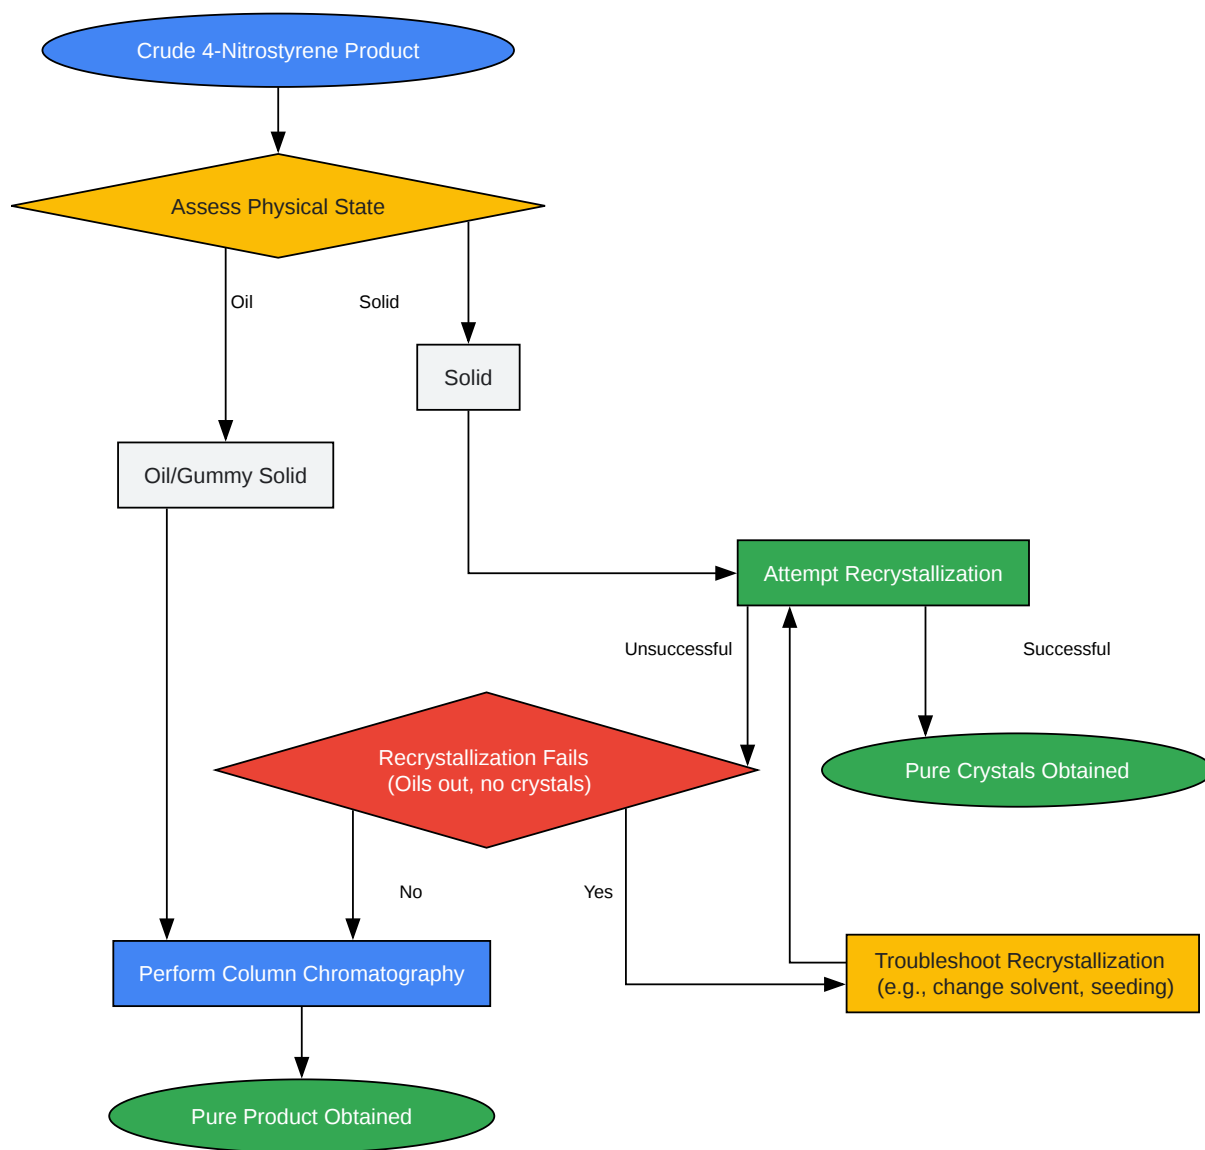 Crude 4-Nitrostyrene Product
Assess Physical State
Oil
Solid
Solid
Oil/Gummy Solid
Attempt Recrystallization
Unsuccessful
Successful
Recrystallization Fails
(Oils out, no crystals)
Pure Crystals Obtained
No
Yes
Perform Column Chromatography
Troubleshoot Recrystallization
(e.g., change solvent, seeding)
Pure Product Obtained